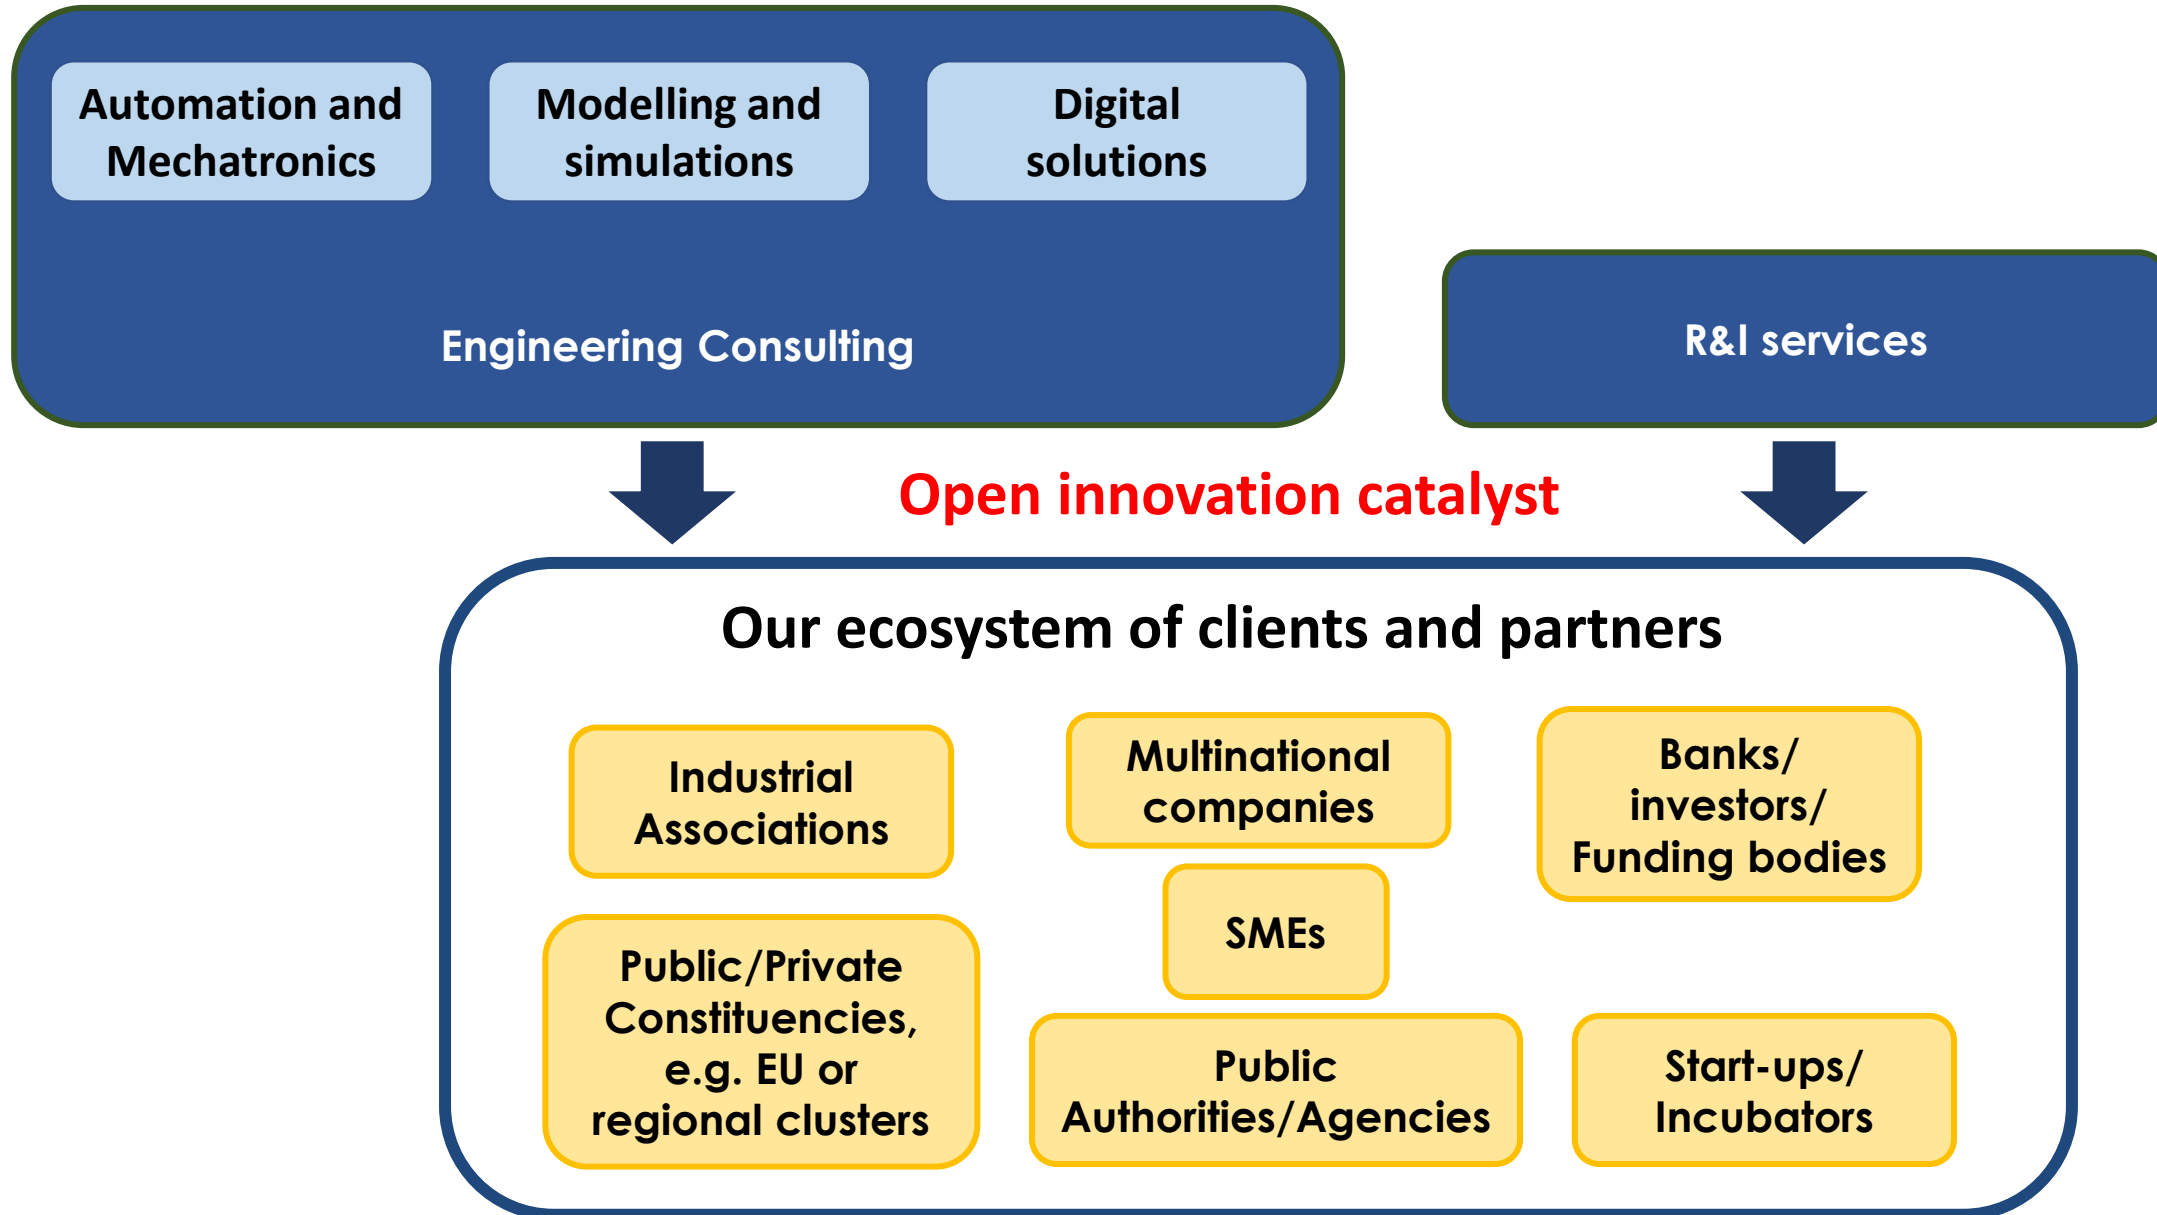 Automation and
Mechatronics
Modelling and
simulations
Digital
solutions
Engineering Consulting
R&I services
Open innovation catalyst
Our ecosystem of clients and partners
Industrial
Associations
Multinational
companies
Banks/
investors/
Funding bodies
SMEs
Public/Private
Constituencies,
e.g. EU or
regional clusters
Public
Authorities/Agencies
Start-ups/
Incubators